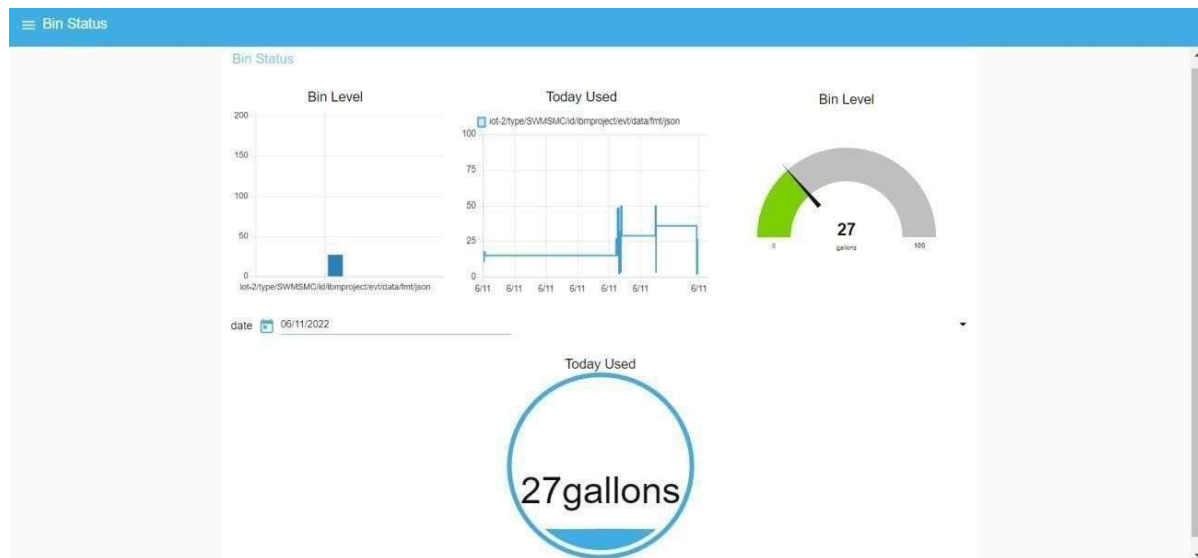 Bin Status
Bin Status
Bin Level
200
150
100
50
0
iot-2/type/SWMSMC/id/ibmproject/evt/data/fmt/json
Today Used
iot-2/type/SWMSMC/id/ibmproject/evt/data/fmt/json
100
75
50
25
0
6/11 6/11 6/11 6/11 6/11 6/11 6/11
Bin Level
27
gallons
0 100
date 06/11/2022
Today Used
27gallons